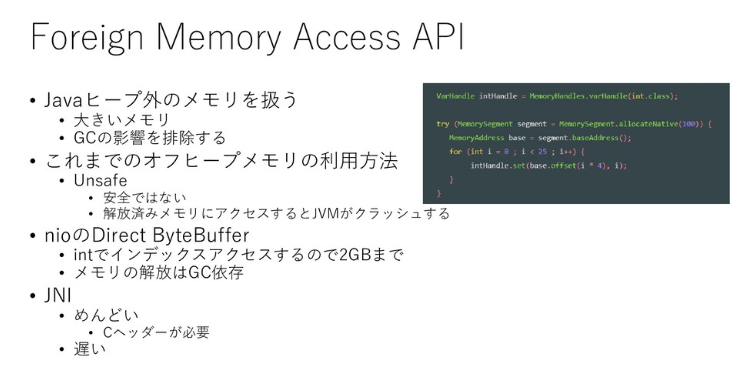 Foreign Memory Access API
• Javaヒープ外のメモリを扱う
• 大きいメモリ
• GCの影響を排除する
• これまでのオフヒープメモリの利用方法
• Unsafe
• 安全ではない
• 解放済みメモリにアクセスするとJVMがクラッシュする
• nioのDirect ByteBuffer
• intでインデックスアクセスするので2GBまで
• メモリの解放はGC依存
• JNI
• めんどい
• Cヘッダーが必要
• 遅い
VarHandle intHandle = MemoryHandles.varHandle(int.class);
try (MemorySegment segment = MemorySegment.allocateNative(100)) {
MemoryAddress base = segment.baseAddress();
for (int i = 0 ; i < 25 ; i++) {
intHandle.set(base.offset(i * 4), i);
}
}